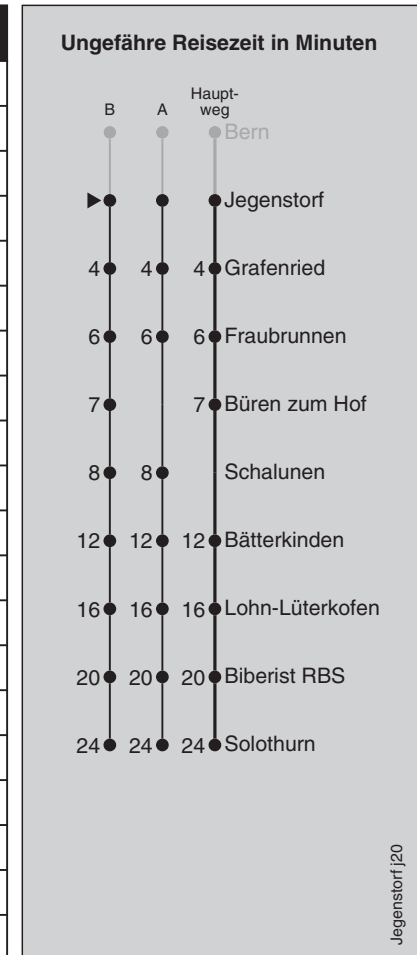 Ungefähre Reisezeit in Minuten
Haupt-
B A weg
Bern
Jegenstorf
4 4 4 Grafenried
6 6 6 Fraubrunnen
7 7 Büren zum Hof
8 8 Schalunen
12 12 12 Bätterkinden
16 16 16 Lohn-Lüterkofen
20 20 20 Biberist RBS
24 24 24 Solothurn
Jegenstorf j20